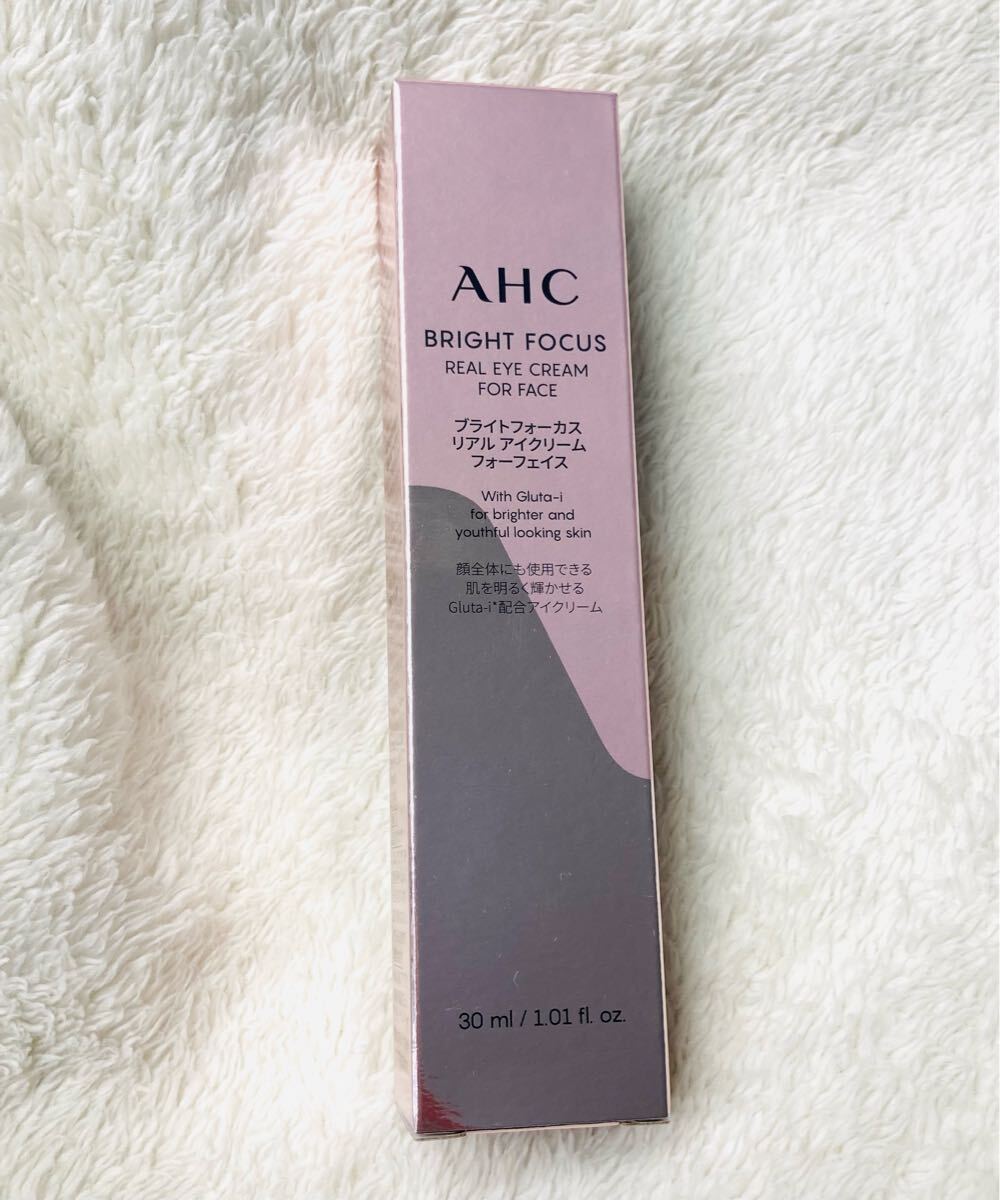 AHC
BRIGHT FOCUS
REAL EYE CREAM
FOR FACE
ブライトフォーカス
リアル アイクリーム
フォーフェイス
With Gluta-i
for brighter and
youthful looking skin
顔全体にも使用できる
肌を明るく輝かせる
Gluta-i*配合アイクリーム
30 ml / 1.01 fl. oz.